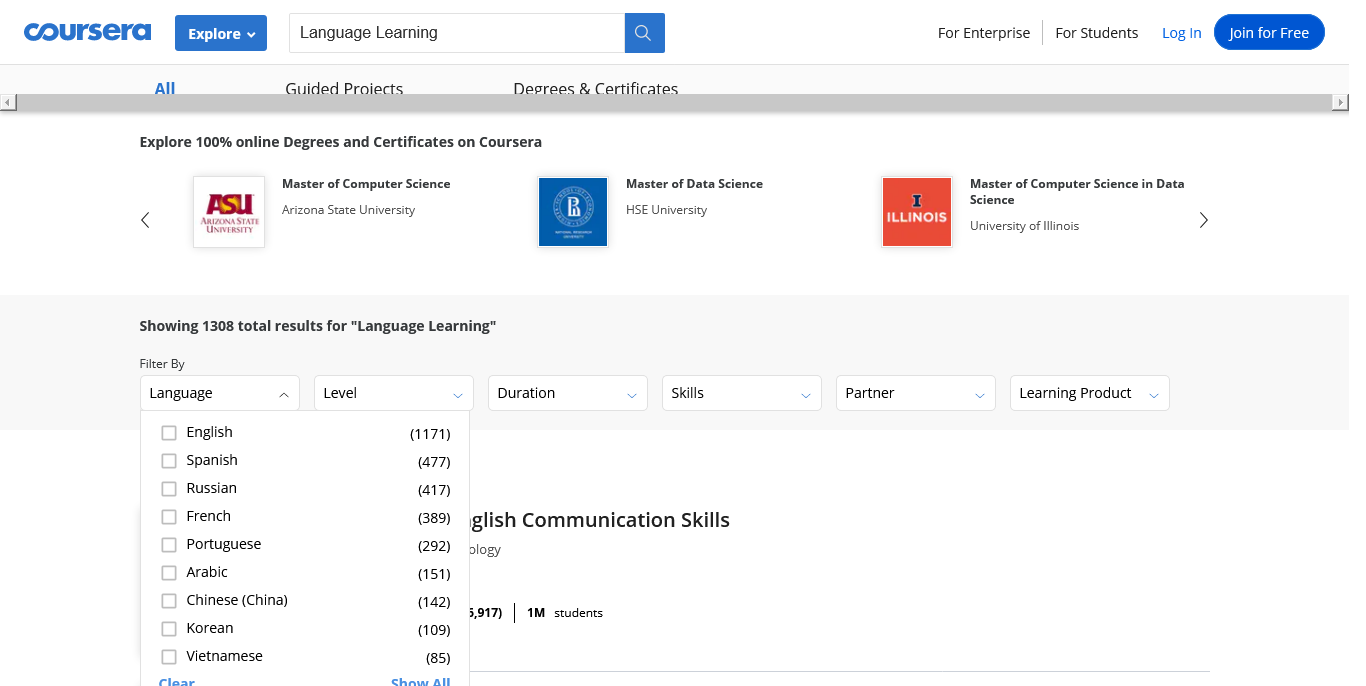 coursera Explore Language Learning For Enterprise For Students Log In Join for Free
All Guided Projects Degrees & Certificates
Explore 100% online Degrees and Certificates on Coursera
ASU ARIZONA STATE UNIVERSITY
Master of Computer Science
Arizona State University
NATIONAL RESEARCH UNIVERSITY
Master of Data Science
HSE University
I ILLINOIS
Master of Computer Science in Data
Science
University of Illinois
Showing 1308 total results for "Language Learning"
Filter By
Language Level Duration Skills Partner Learning Product
English (1171)
Spanish (477)
Russian (417)
French (389)
Portuguese (292)
Arabic (151)
Chinese (China) (142)
Korean (109)
Vietnamese (85)
Clear Show All
glish Communication Skills
ology
,917) 1M students